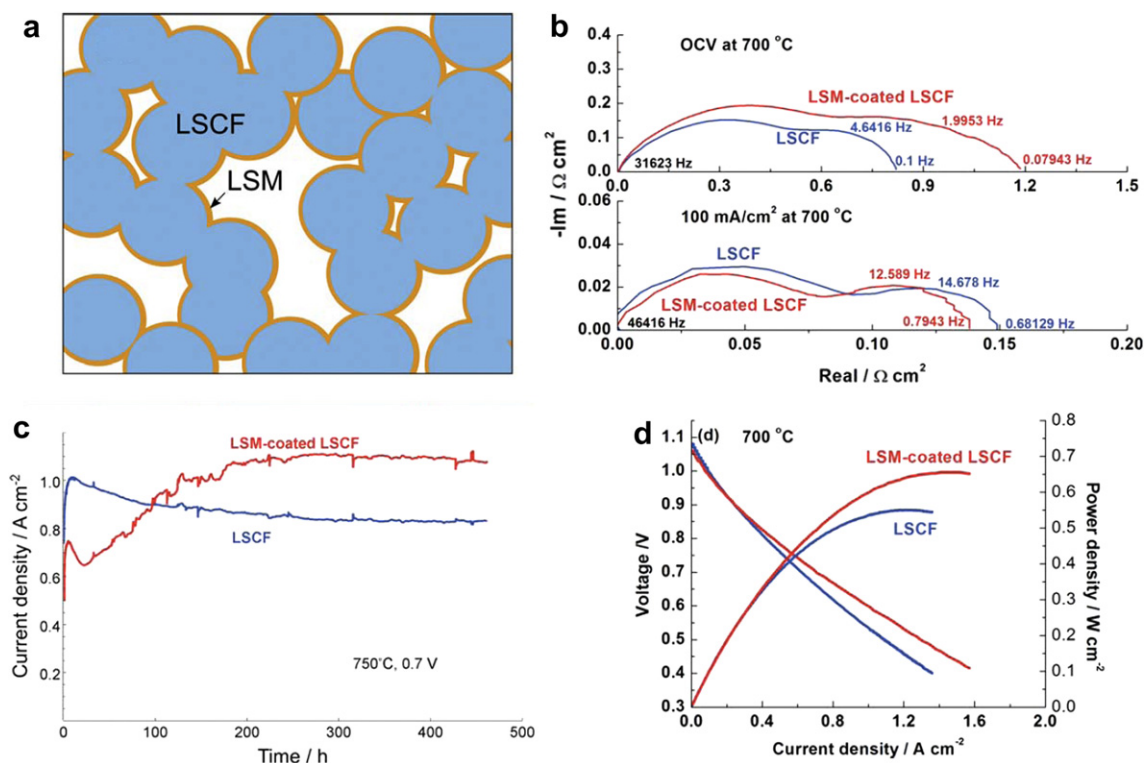 a
LSCF
LSM
b
OCV at 700 °C
LSM-coated LSCF
LSCF
1.9953 Hz
4.6416 Hz
31623 Hz
0.1 Hz
0.07943 Hz
0.4
0.3
0.2
0.1
0.0
0.0 0.3 0.6 0.9 1.2 1.5
-Im / Ω cm²
100 mA/cm² at 700 °C
LSCF
LSM-coated LSCF
12.589 Hz
14.678 Hz
46416 Hz
0.7943 Hz
0.68129 Hz
0.06
0.04
0.02
0.00
0.00 0.05 0.10 0.15 0.20
Real / Ω cm²
c
LSM-coated LSCF
LSCF
750°C, 0.7 V
1.0
0.8
0.6
0.4
0.2
0 100 200 300 400 500
Current density / A cm⁻²
Time / h
d
(d) 700 °C
LSM-coated LSCF
LSCF
1.1
1.0
0.9
0.8
0.7
0.6
0.5
0.4
0.3
Voltage /V
0.8
0.7
0.6
0.5
0.4
0.3
0.2
0.1
0.0
Power density / W cm⁻²
0.0 0.4 0.8 1.2 1.6 2.0
Current density / A cm⁻²